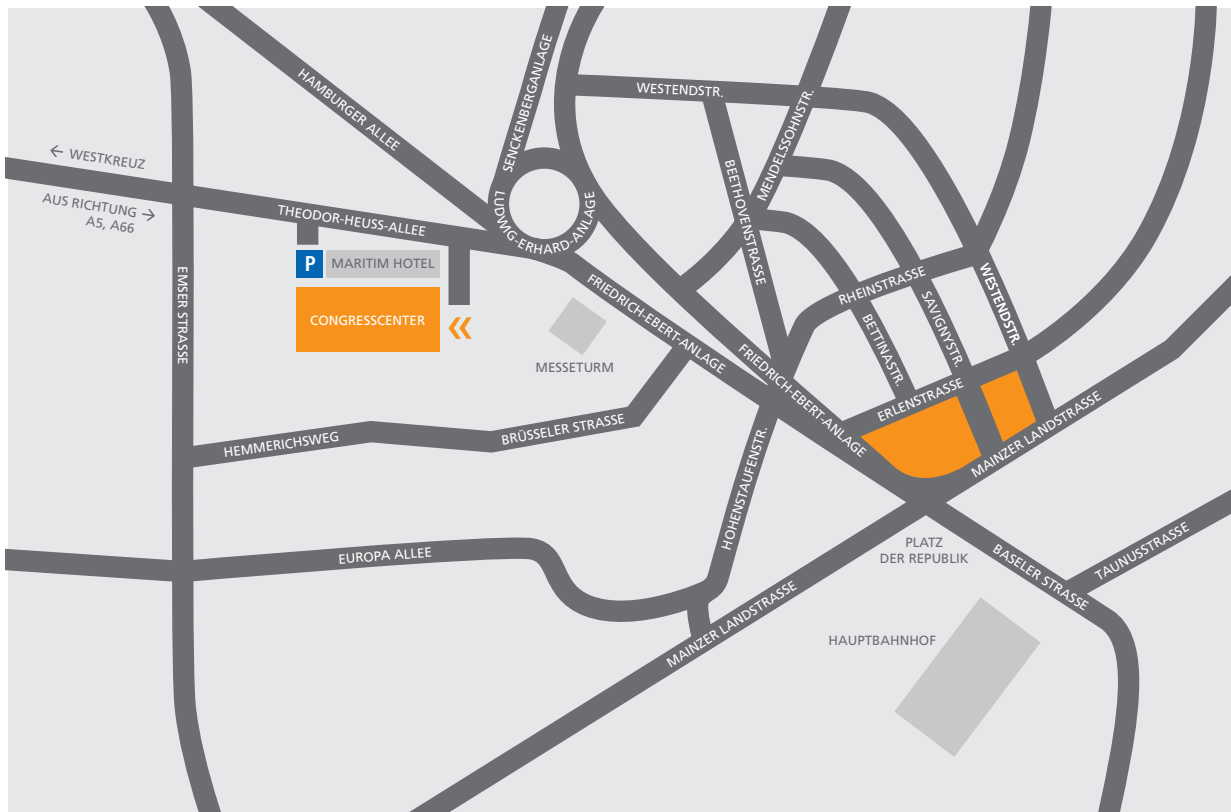 HAMBURGER ALLEE
SENCKENBERGANLAGE
WESTENDSTR.
MENDELSSOHNSTR.
← WESTKREUZ
AUS RICHTUNG →
A5, A66
THEODOR-HEUSS-ALLEE
LUDWIG-ERHARD-ANLAGE
BEETHOVENSTRASSE
P
MARITIM HOTEL
CONGRESSCENTER
EMSER STRASSE
FRIEDRICH-EBERT-ANLAGE
MESSETURM
RHEINSTRASSE
SAVIGNYSTR.
WESTENDSTR.
BETTINASTR.
FRIEDRICH-EBERT-ANLAGE
ERLENSTRASSE
MAINZER LANDSTRASSE
HEMMERICHSWEG
BRÜSSELER STRASSE
HOHENSTAUFENSTR.
EUROPA ALLEE
PLATZ
DER REPUBLIK
BASELER STRASSE
TAUNUSSTRASSE
MAINZER LANDSTRASSE
HAUPTBAHNHOF